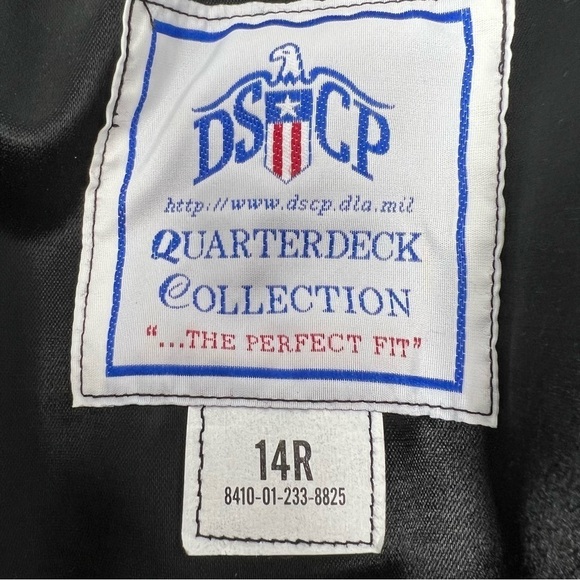 DSCP
http://www.dscp.dla.mil
QUARTERDECK
COLLECTION
"...THE PERFECT FIT"
14R
8410-01-233-8825